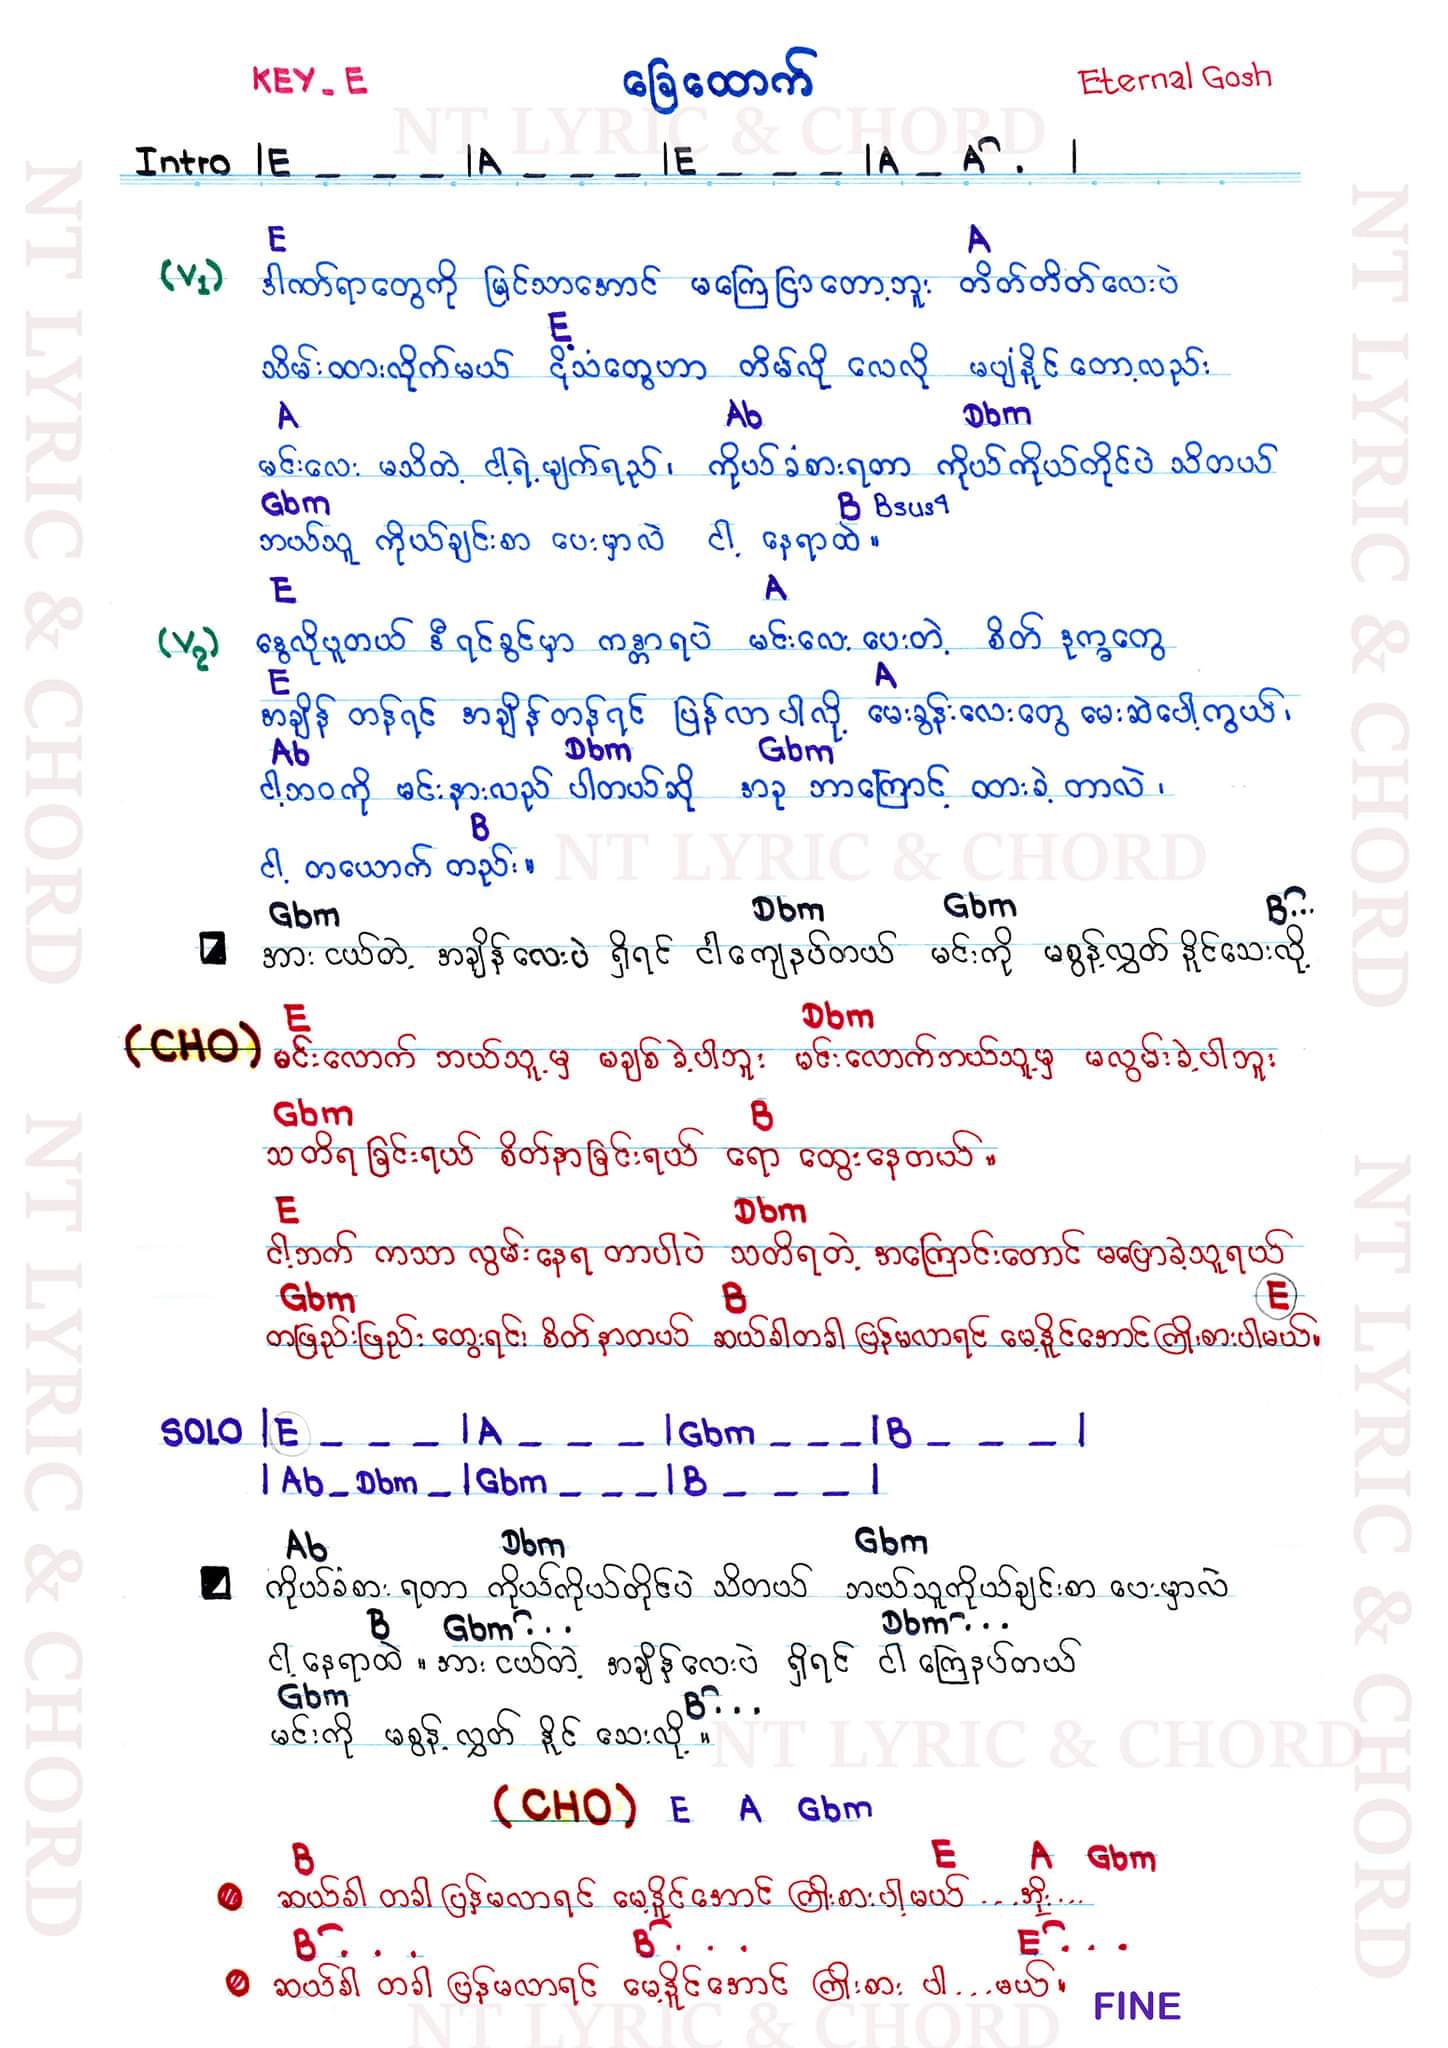 KEY - E ခြေထောက် Eternal Gosh
NT LYRIC & CHORD
Intro |E _ _ _ |A _ _ _ |E _ _ _ |A _ A . |
E A
(V1) ဒါဏ်ရာတွေကို မြင်သာအောင် မကြေငြာတော့ဘူး တိတ်တိတ်လေးပဲ
E
သိမ်းထားလိုက်မယ် ငိုသံတွေဟာ တိမ်လို လေလို မပျံနိုင်တော့လည်း
A Ab Dbm
မင်းလေး မသိတဲ့ ငါ့ရဲ့မျက်ရည်၊ ကိုယ်ခံစားရတာ ကိုယ်ကိုယ်တိုင်ပဲ သိတယ်
Gbm B Bsus4
ဘယ်သူ ကိုယ်ချင်းစာ ပေးမှာလဲ ငါ့ နေရာထဲ။
E A
(V2) နွေလိုပူတယ် ဒီရင်ခွင်မှာ ကန္တာရပဲ မင်းလေး ပေးတဲ့ စိတ် ဒုက္ခတွေ
E A
အချိန် တန်ရင် အချိန်တန်ရင် ပြန်လာပါလို့ မေးခွန်းလေးတွေ မေးဆဲပေါ့ကွယ်၊
Ab Dbm Gbm
ငါ့ဘဝကို မင်းနားလည် ပါတယ်ဆို အခု ဘာကြောင့် ထားခဲ့ တာလဲ၊
B
ငါ့ တယောက် တည်း။
NT LYRIC & CHORD
Gbm Dbm Gbm B...
အား ငယ်တဲ့ အချိန်လေးပဲ ရှိရင် ငါကျေနပ်တယ် မင်းကို မစွန့်လွှတ် နိုင်သေးလို့
E Dbm
(CHO) မင်းလောက် ဘယ်သူ့မှ မချစ်ခဲ့ပါဘူး မင်းလောက်ဘယ်သူ့မှ မလွမ်းခဲ့ပါဘူး
Gbm B
သတိရခြင်းရယ် စိတ်နာခြင်းရယ် ရော ထွေးနေတယ်။
E Dbm
ငါ့ဘက် ကသာ လွမ်းနေရ တာပါပဲ သတိရတဲ့ အကြောင်းတောင် မပြောခဲ့သူရယ်
Gbm B E
တဖြည်းဖြည်း တွေးရင်း စိတ်နာတယ် ဆယ်ခါတခါ ပြန်မလာရင် မေ့နိုင်အောင်ကြိုးစားပါမယ်။
SOLO |E _ _ _ |A _ _ _ |Gbm _ _ _ |B _ _ _ |
|Ab _ Dbm _ |Gbm _ _ _ |B _ _ _ |
Ab Dbm Gbm
ကိုယ်ခံစား ရတာ ကိုယ်ကိုယ်တိုင်ပဲ သိတယ် ဘယ်သူကိုယ်ချင်းစာ ပေးမှာလဲ
B Gbm... Dbm...
ငါ့နေရာထဲ ။ အား ငယ်တဲ့ အချိန်လေးပဲ ရှိရင် ငါ ကြေနပ်တယ်
Gbm B...
မင်းကို မစွန့် လွှတ် နိုင် သေးလို့ ။
NT LYRIC & CHORD
(CHO) E A Gbm
B E A Gbm
ဆယ်ခါ တခါ ပြန်မလာရင် မေ့နိုင်အောင် ကြိုးစားပါ့မယ် ...အိုး...
B... B... E...
ဆယ်ခါ တခါ ပြန်မလာရင် မေ့နိုင်အောင် ကြိုးစား ပါ...မယ်။
FINE
NT LYRIC & CHORD
NT LYRIC & CHORD
NT LYRIC & CHORD
NT LYRIC & CHORD
NT LYRIC & CHORD